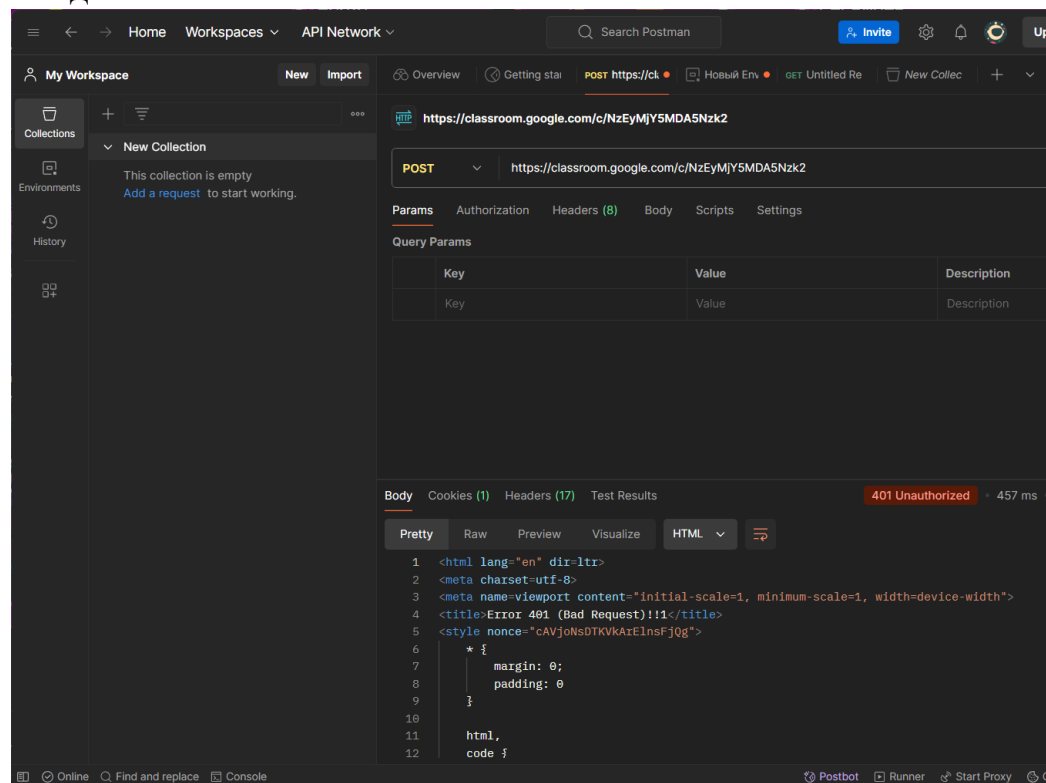 Home Workspaces API Network Search Postman Invite Up
My Workspace New Import
Overview Getting star POST https://cl Новый Env GET Untitled Re New Collec
Collections
Environments
History
New Collection
This collection is empty
Add a request to start working.
HTTP https://classroom.google.com/c/NzEyMjY5MDA5Nzk2
POST https://classroom.google.com/c/NzEyMjY5MDA5Nzk2
Params Authorization Headers (8) Body Scripts Settings
Query Params
Key Value Description
Key Value Description
Body Cookies (1) Headers (17) Test Results 401 Unauthorized 457 ms
Pretty Raw Preview Visualize HTML
1 <html lang="en" dir=ltr>
2 <meta charset=utf-8>
3 <meta name=viewport content="initial-scale=1, minimum-scale=1, width=device-width">
4 <title>Error 401 (Bad Request)!!1</title>
5 <style nonce="cAVjoNsDTKVkArElnsFjQg">
6 * {
7 margin: 0;
8 padding: 0
9 }
10
11 html,
12 code {
Online Find and replace Console Postbot Runner Start Proxy